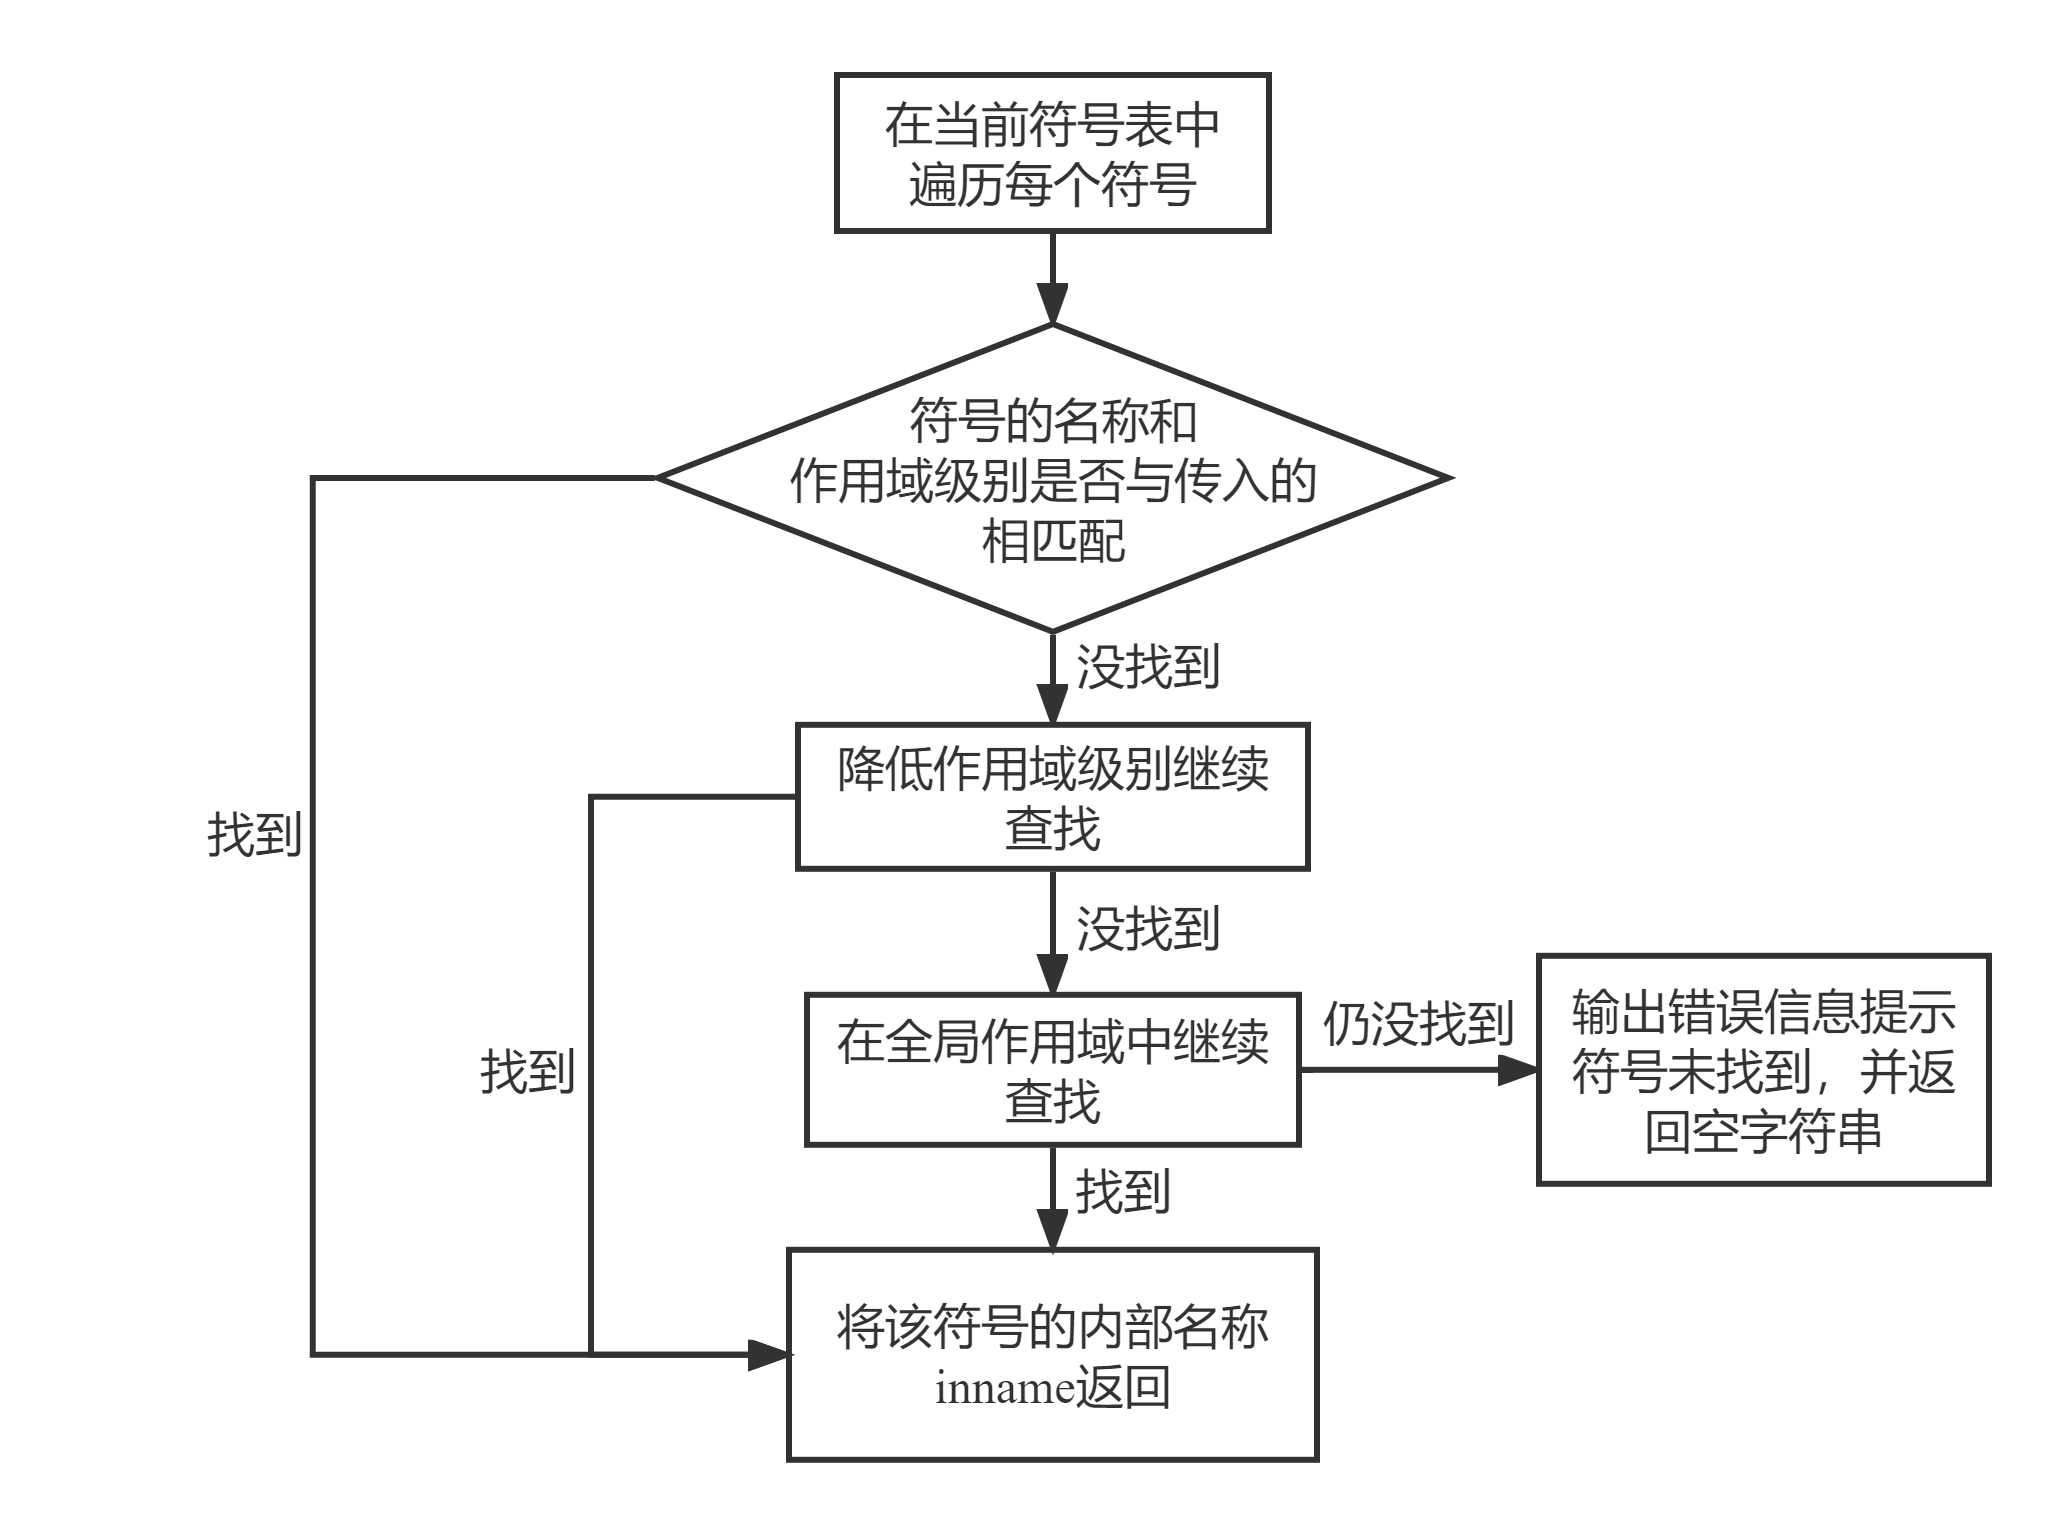 在当前符号表中
遍历每个符号
符号的名称和
作用域级别是否与传入的
相匹配
没找到
降低作用域级别继续
查找
找到
没找到
在全局作用域中继续
查找
仍没找到
输出错误信息提示
符号未找到，并返
回空字符串
找到
找到
将该符号的内部名称
inname返回